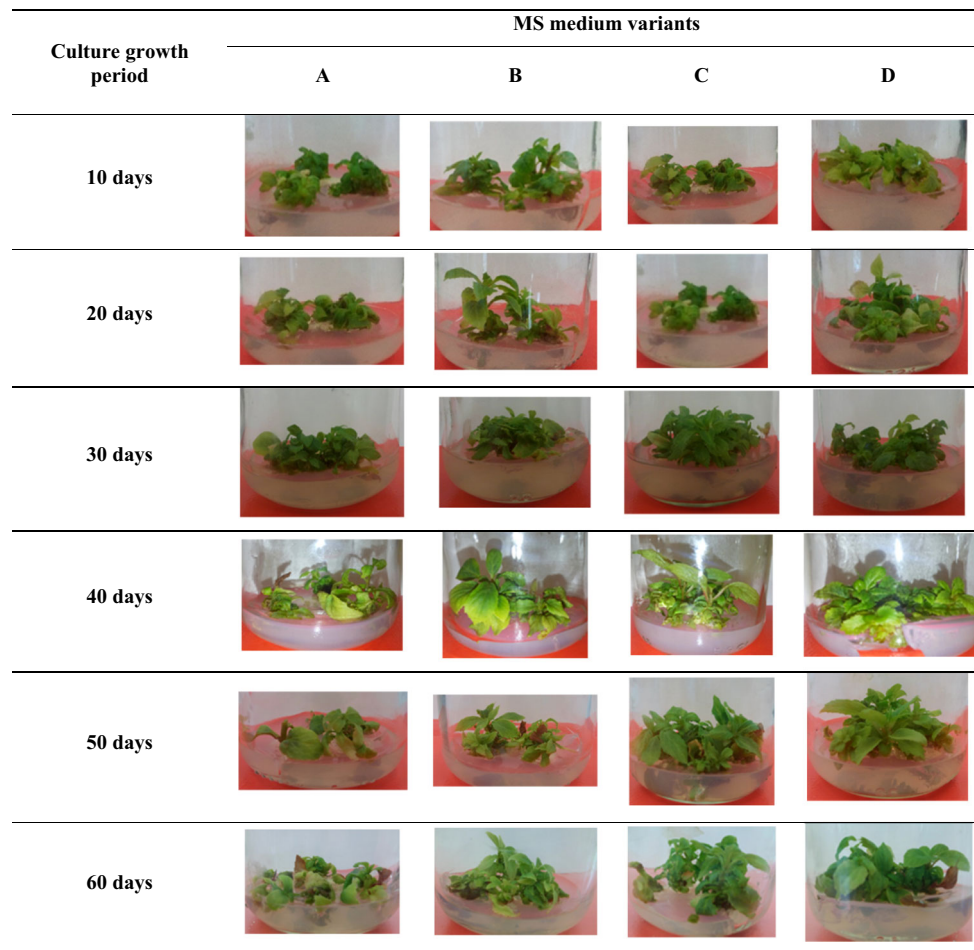 MS medium variants
Culture growth
period
A B C D
10 days
20 days
30 days
40 days
50 days
60 days